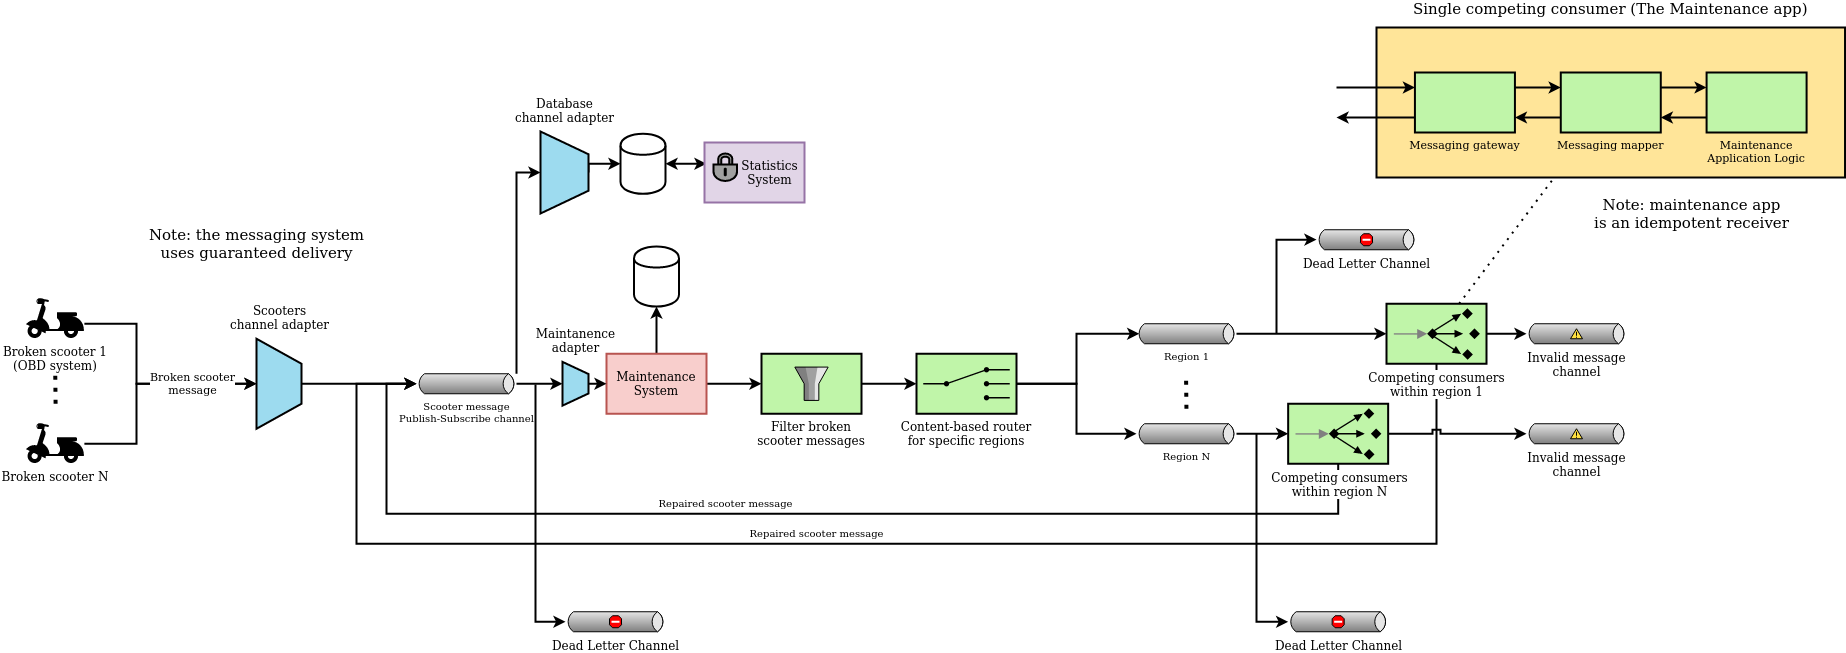 Single competing consumer (The Maintenance app)
Messaging gateway
Messaging mapper
Maintenance
Application Logic
Note: maintenance app
is an idempotent receiver
Database
channel adapter
Statistics
System
Note: the messaging system
uses guaranteed delivery
Scooters
channel adapter
Broken scooter 1
(OBD system)
Broken scooter
message
Broken scooter N
Scooter message
Publish-Subscribe channel
Maintanence
adapter
Maintenance
System
Filter broken
scooter messages
Content-based router
for specific regions
Region 1
Region N
Dead Letter Channel
Competing consumers
within region 1
Invalid message
channel
Competing consumers
within region N
Invalid message
channel
Repaired scooter message
Repaired scooter message
Dead Letter Channel
Dead Letter Channel